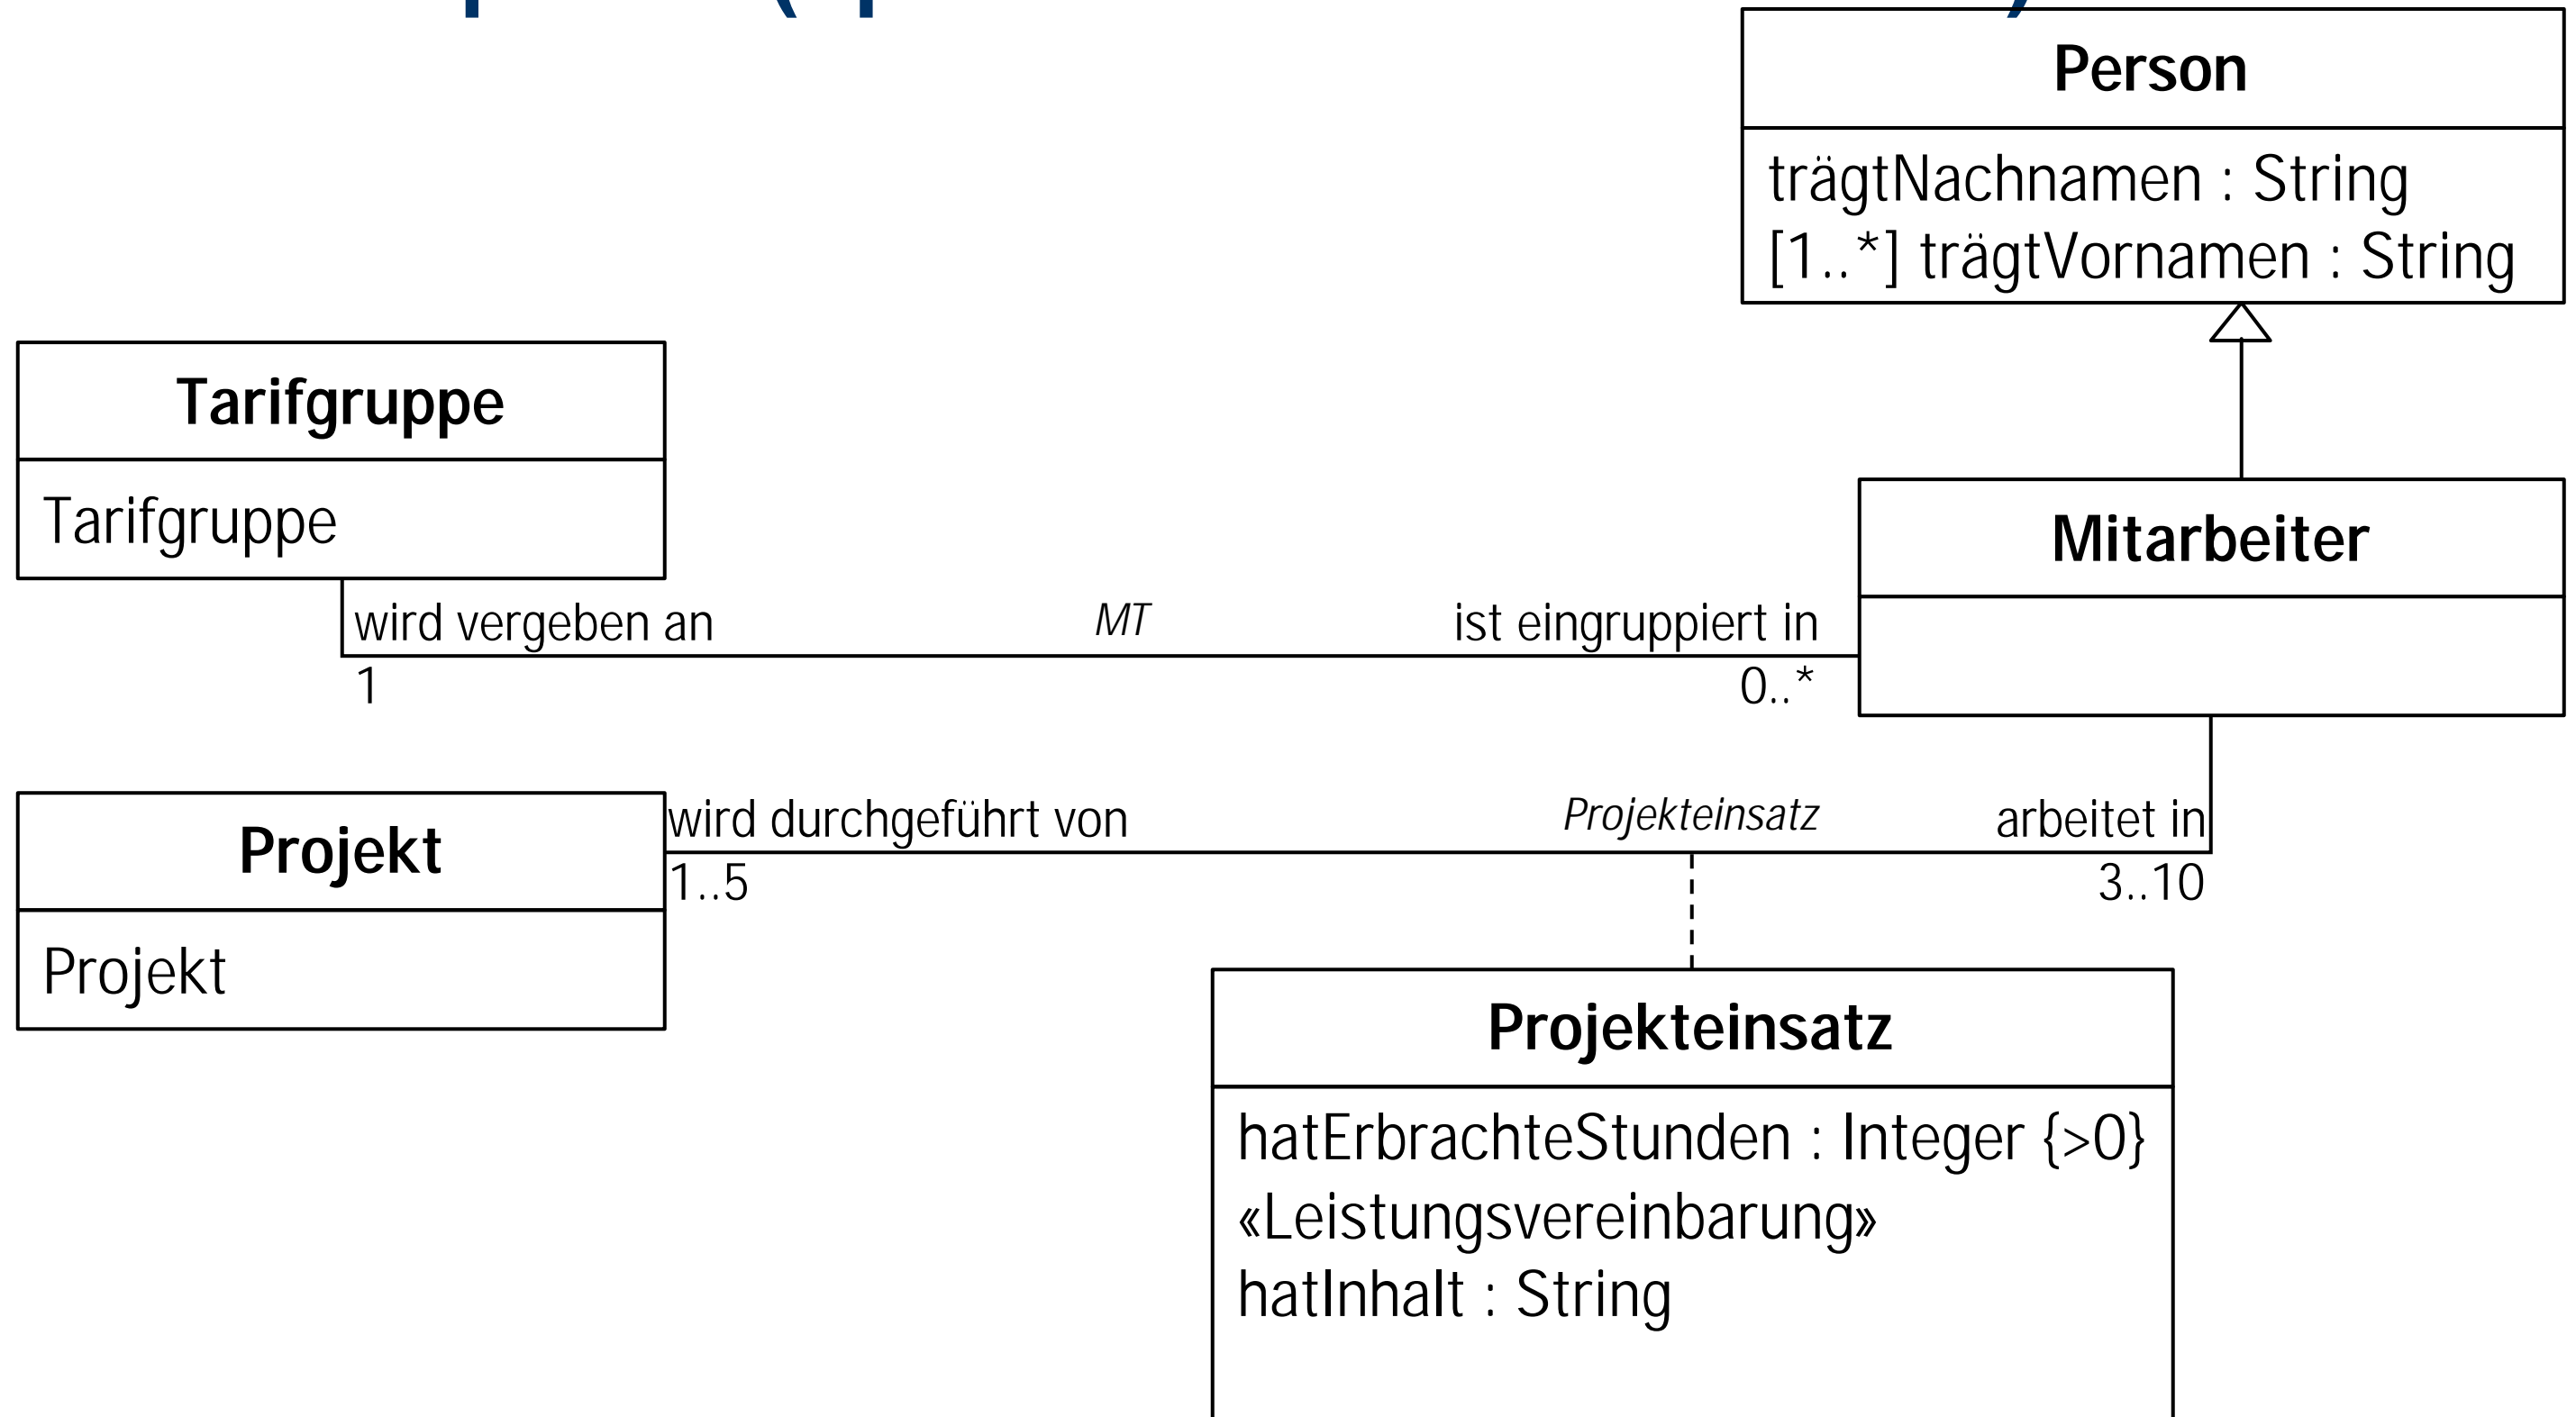 Person
trägtNachnamen : String
[1..*] trägtVornamen : String
Tarifgruppe
Tarifgruppe
Mitarbeiter
wird vergeben an
MT
ist eingruppiert in
1
0..*
Projekt
Projekt
wird durchgeführt von
Projekteinsatz
arbeitet in
1..5
3..10
Projekteinsatz
hatErbrachteStunden : Integer {>0}
«Leistungsvereinbarung»
hatInhalt : String